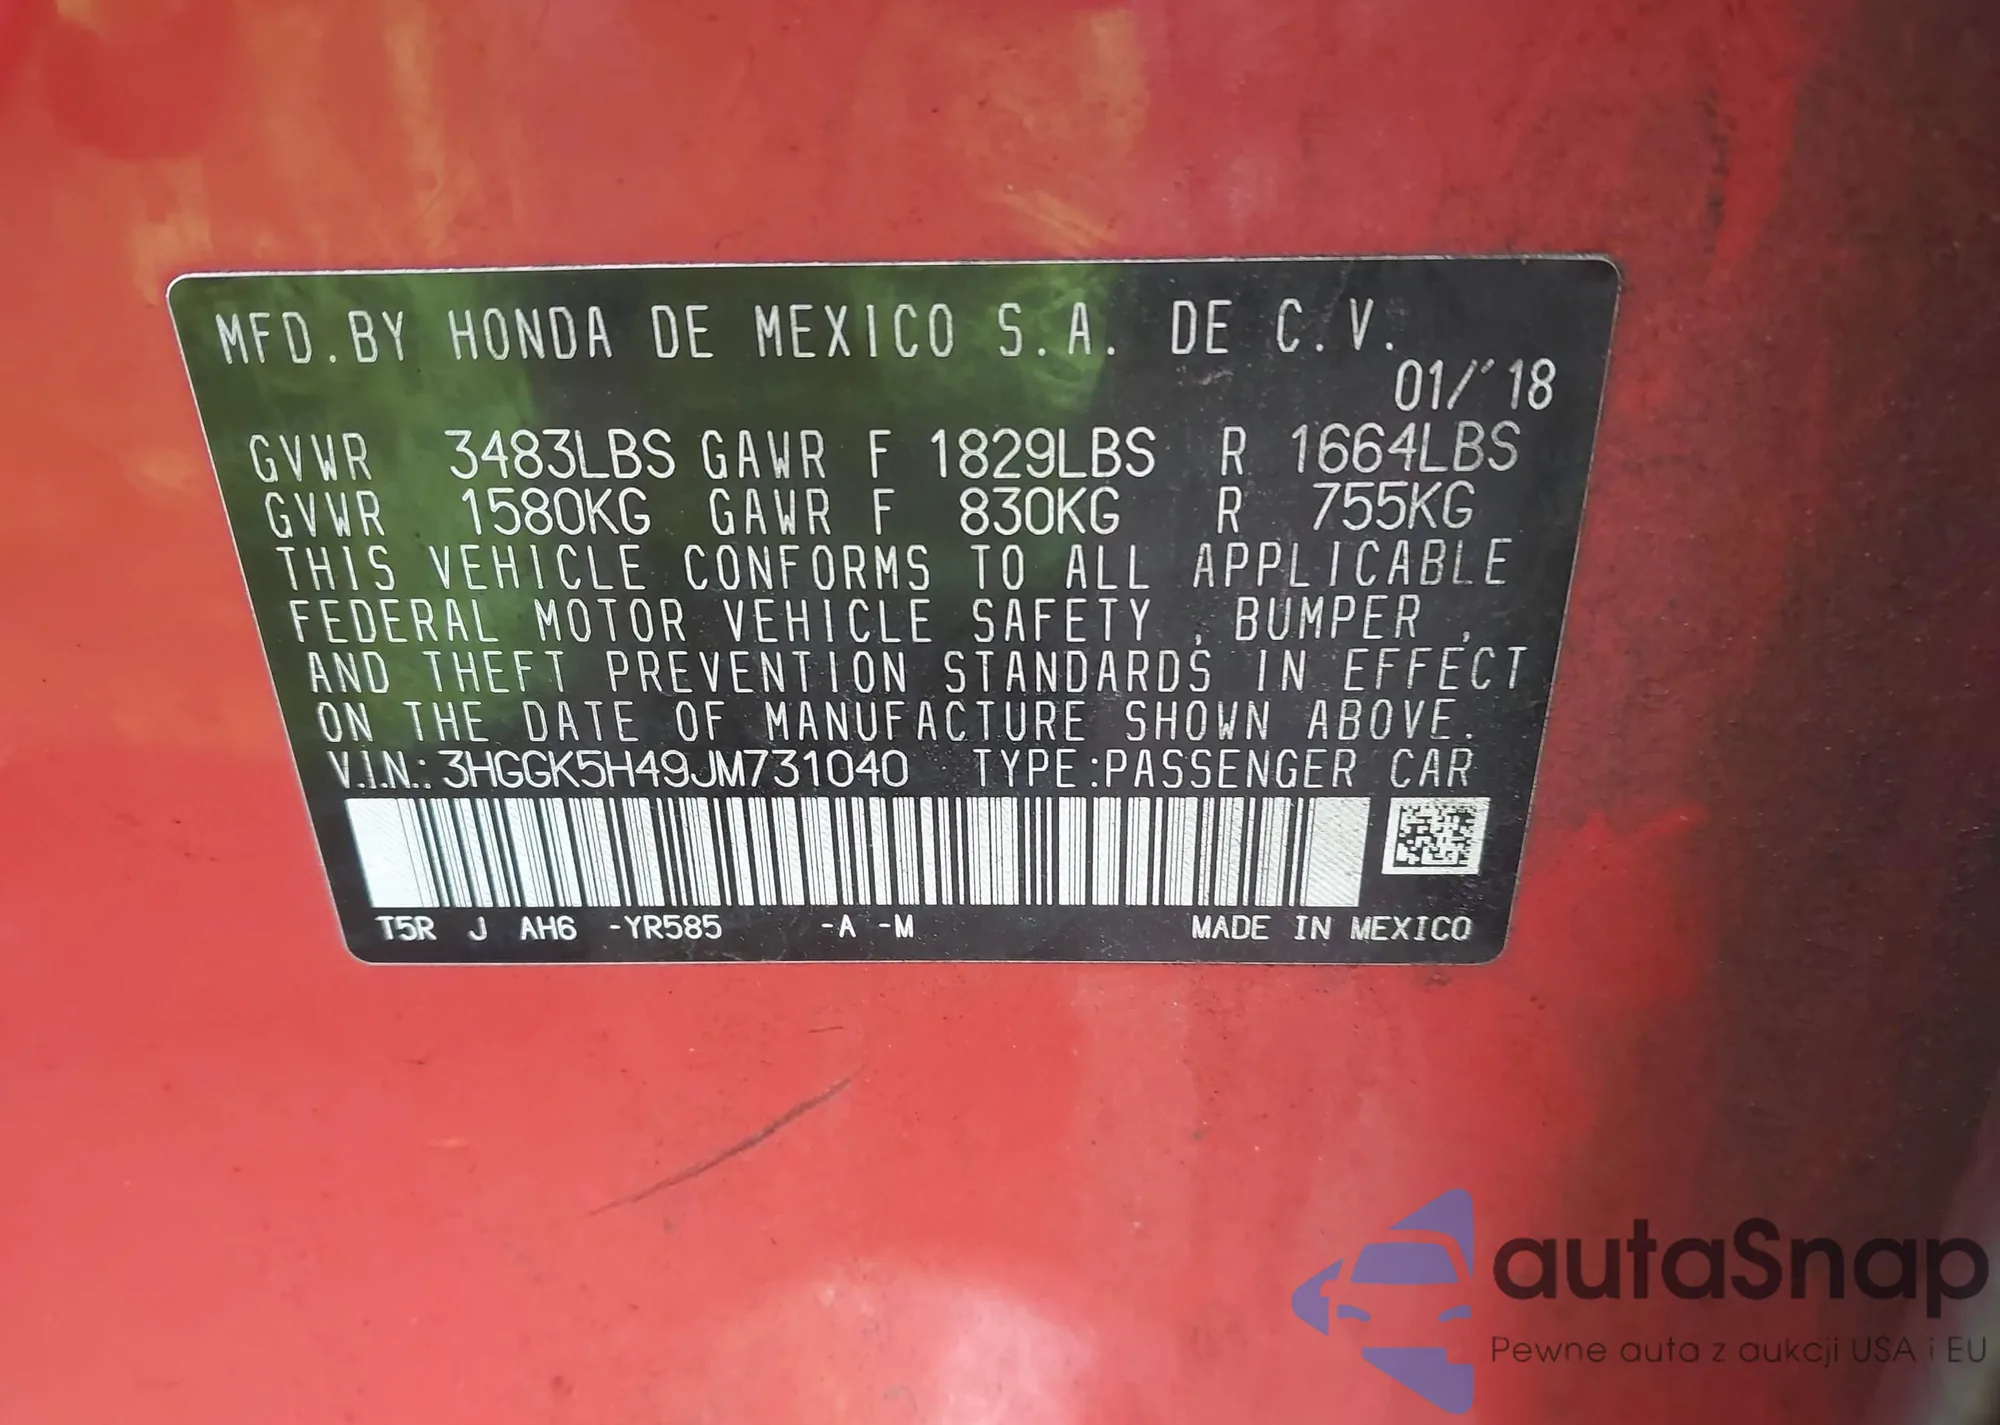 MFD. BY HONDA DE MEXICO S.A. DE C.V.
01/'18
GVWR 3483LBS GAWR F 1829LBS R 1664LBS
GVWR 1580KG GAWR F 830KG R 755KG
THIS VEHICLE CONFORMS TO ALL APPLICABLE
FEDERAL MOTOR VEHICLE SAFETY , BUMPER ,
AND THEFT PREVENTION STANDARDS IN EFFECT
ON THE DATE OF MANUFACTURE SHOWN ABOVE.
V.I.N.: 3HGGK5H49JM731040 TYPE:PASSENGER CAR
T5R J AH6 -YR585 -A -M MADE IN MEXICO
autaSnap
Pewne auta z aukcji USA i EU